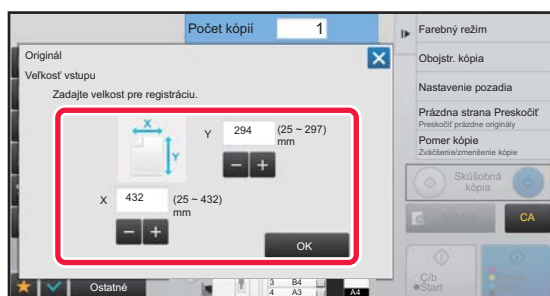 Počet kópií 1
Originál
Veľkosť vstupu
Zadajte velkost pre registráciu.
X
Y
Y 294 (25 ~ 297)
mm
X 432 (25 ~ 432)
mm
OK
Ostatné
3 B4
4 A3
A4
Farebný režim
Obojstr. kópia
Nastavenie pozadia
Prázdna strana Preskočiť
Preskočiť prázdne originály
Pomer kópie
Zväčšenie/zmenšenie kópie
Skúšobná
kópia
CA
C/b
Štart